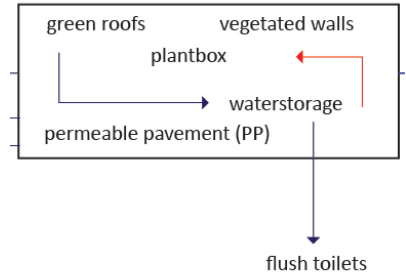 green roofs vegetated walls
plantbox
waterstorage
permeable pavement (PP)
flush toilets